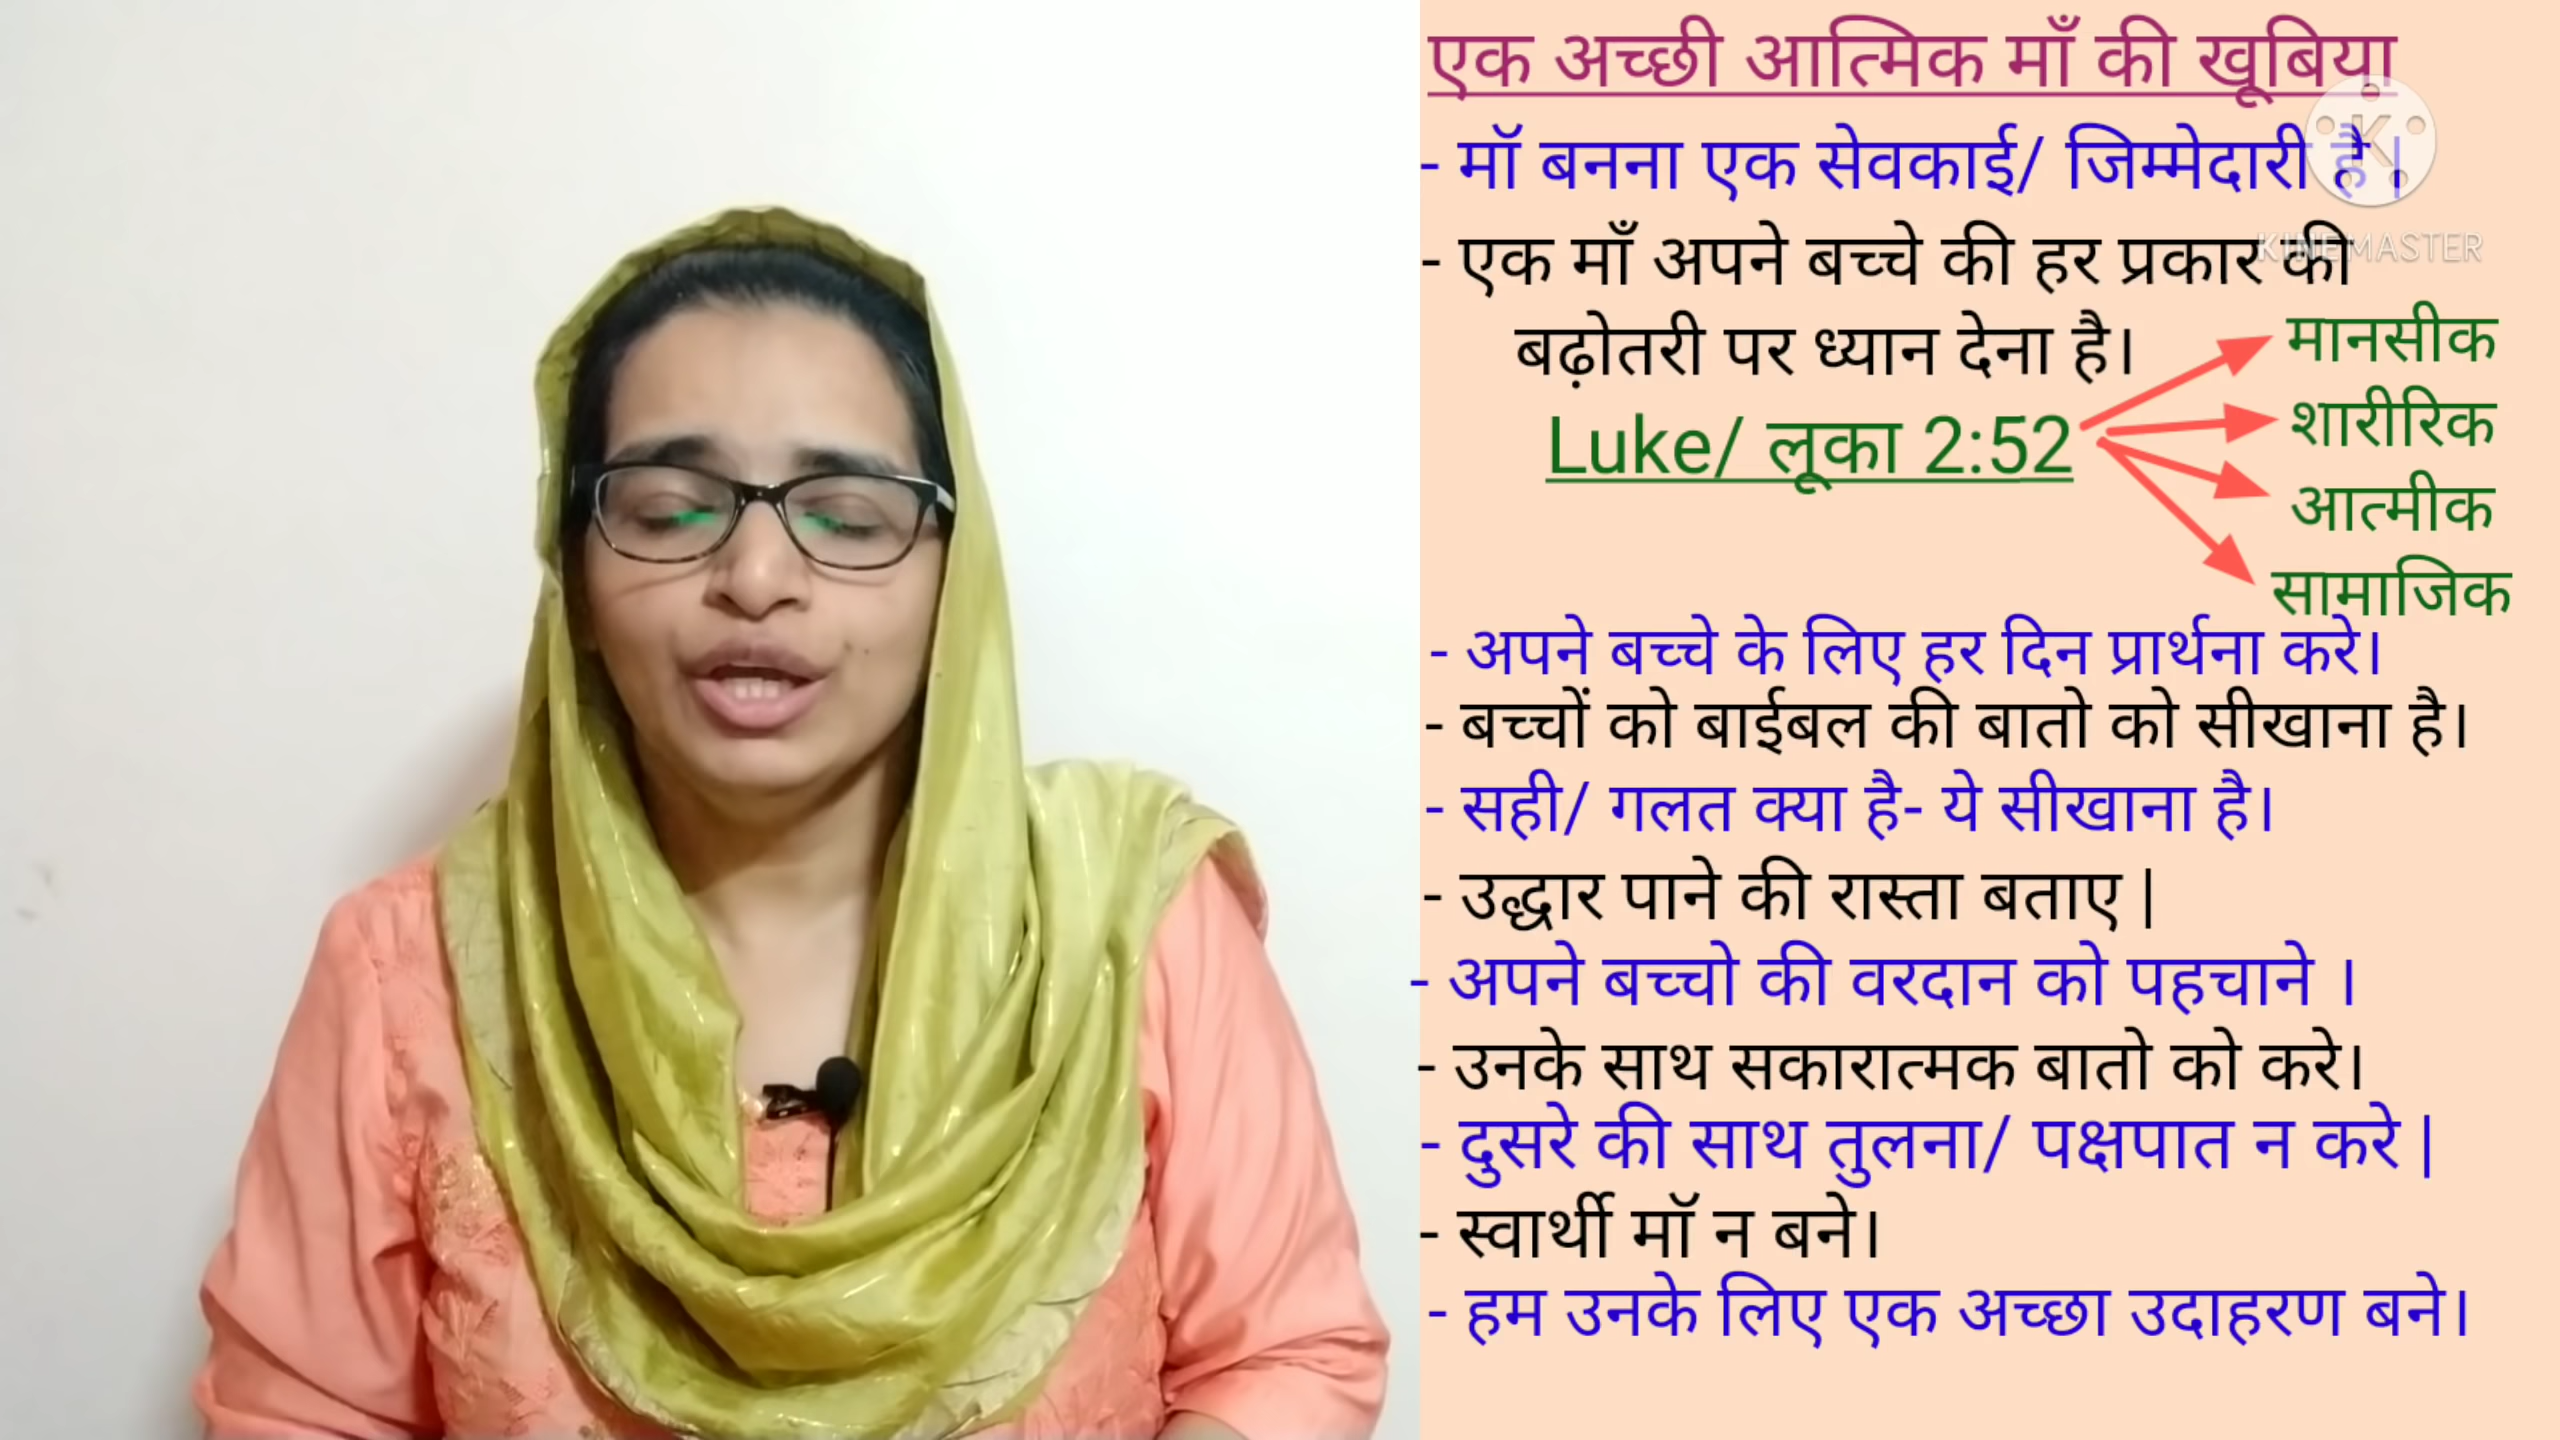 एक अच्छी आत्मिक माँ की खूबिया
- मॉ बनना एक सेवकाई/ जिम्मेदारी है |
K
- एक माँ अपने बच्चे की हर प्रकार की
KINEMASTER
बढ़ोतरी पर ध्यान देना है।
मानसीक
शारीरिक
Luke/ लूका 2:52
आत्मीक
सामाजिक
- अपने बच्चे के लिए हर दिन प्रार्थना करे।
- बच्चों को बाईबल की बातो को सीखाना है।
- सही/ गलत क्या है- ये सीखाना है।
- उद्धार पाने की रास्ता बताए |
- अपने बच्चो की वरदान को पहचाने ।
- उनके साथ सकारात्मक बातो को करे।
- दुसरे की साथ तुलना/ पक्षपात न करे |
- स्वार्थी मॉ न बने।
- हम उनके लिए एक अच्छा उदाहरण बने।